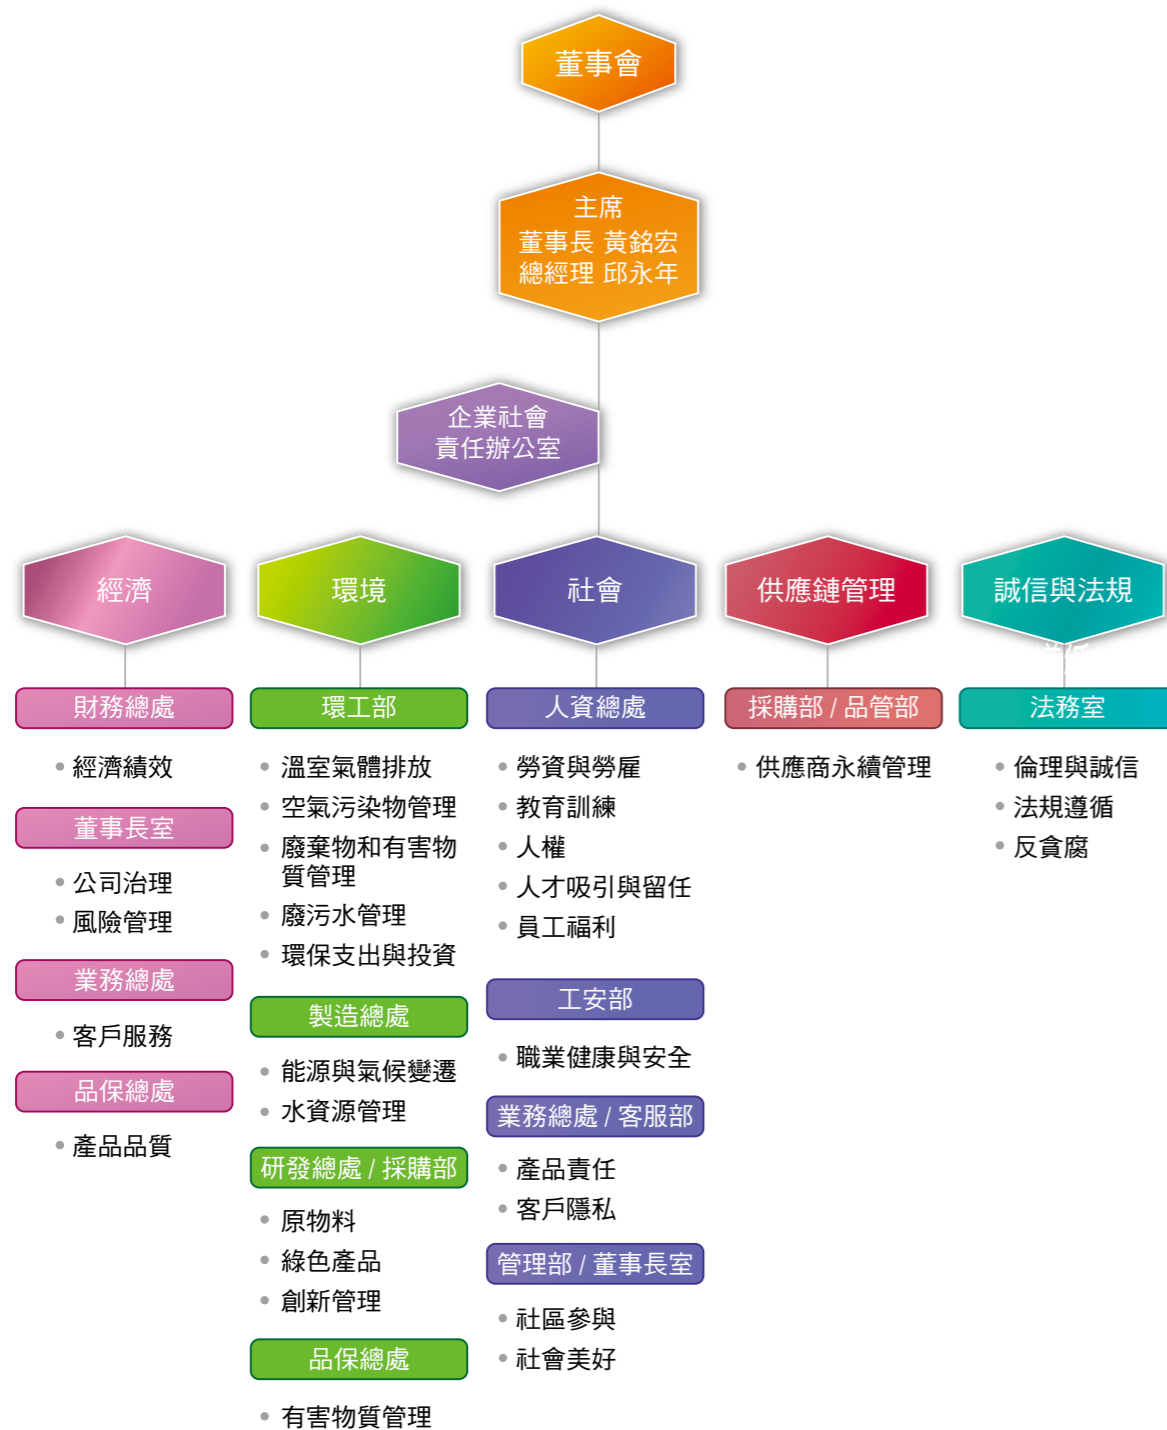 董事會
主席
董事長 黃銘宏
總經理 邱永年
企業社會
責任辦公室
經濟
財務總處
經濟績效
董事長室
公司治理
風險管理
業務總處
客戶服務
品保總處
產品品質
環境
環工部
溫室氣體排放
空氣污染物管理
廢棄物和有害物
質管理
廢污水管理
環保支出與投資
製造總處
能源與氣候變遷
水資源管理
研發總處 / 採購部
原物料
綠色產品
創新管理
品保總處
有害物質管理
社會
人資總處
勞資與勞雇
教育訓練
人權
人才吸引與留任
員工福利
工安部
職業健康與安全
業務總處 / 客服部
產品責任
客戶隱私
管理部 / 董事長室
社區參與
社會美好
供應鏈管理
採購部 / 品管部
供應商永續管理
誠信與法規
法務室
倫理與誠信
法規遵循
反貪腐